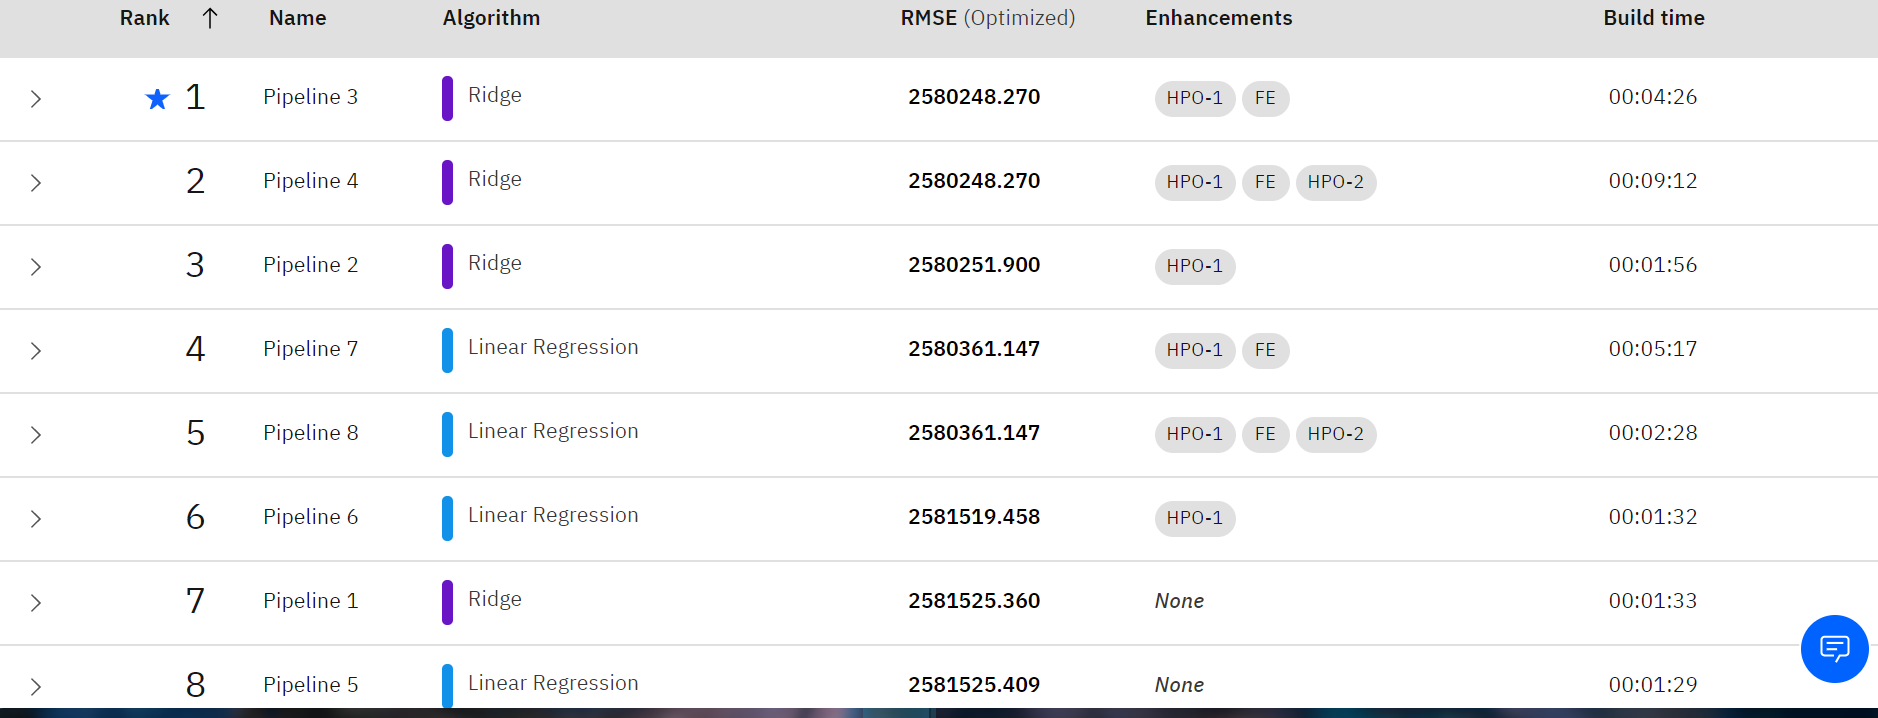 Rank Name Algorithm RMSE (Optimized) Enhancements Build time
1 Pipeline 3 Ridge 2580248.270 HPO-1 FE 00:04:26
2 Pipeline 4 Ridge 2580248.270 HPO-1 FE HPO-2 00:09:12
3 Pipeline 2 Ridge 2580251.900 HPO-1 00:01:56
4 Pipeline 7 Linear Regression 2580361.147 HPO-1 FE 00:05:17
5 Pipeline 8 Linear Regression 2580361.147 HPO-1 FE HPO-2 00:02:28
6 Pipeline 6 Linear Regression 2581519.458 HPO-1 00:01:32
7 Pipeline 1 Ridge 2581525.360 None 00:01:33
8 Pipeline 5 Linear Regression 2581525.409 None 00:01:29